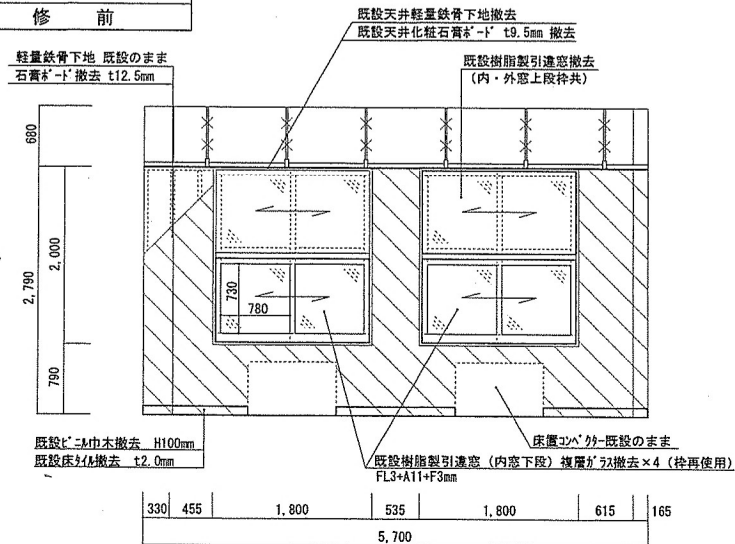 修 前
既設天井軽量鉄骨下地撤去
既設天井化粧石膏ﾎﾞｰﾄﾞ t9.5mm 撤去
軽量鉄骨下地 既設のまま
石膏ﾎﾞｰﾄﾞ撤去 t12.5mm
既設樹脂製引違窓撤去
(内・外窓上段枠共)
680
2,000
2,790
790
730
780
既設ﾋﾞﾆﾙ巾木撤去 H100mm
既設床ﾀｲﾙ撤去 t2.0mm
床置ｺﾝﾍﾞｸﾀｰ既設のまま
既設樹脂製引違窓 (内窓下段) 複層ｶﾞﾗｽ撤去×4 (枠再使用)
FL3+A11+F3mm
330 455 1,800 535 1,800 615 165
5,700